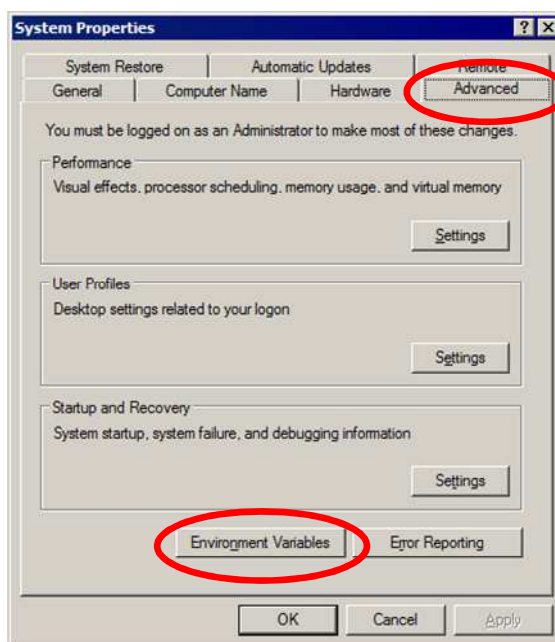 System Properties
System Restore Automatic Updates Remote
General Computer Name Hardware Advanced
You must be logged on as an Administrator to make most of these changes.
Performance
Visual effects, processor scheduling, memory usage, and virtual memory
Settings
User Profiles
Desktop settings related to your logon
Settings
Startup and Recovery
System startup, system failure, and debugging information
Settings
Environment Variables Error Reporting
OK Cancel Apply